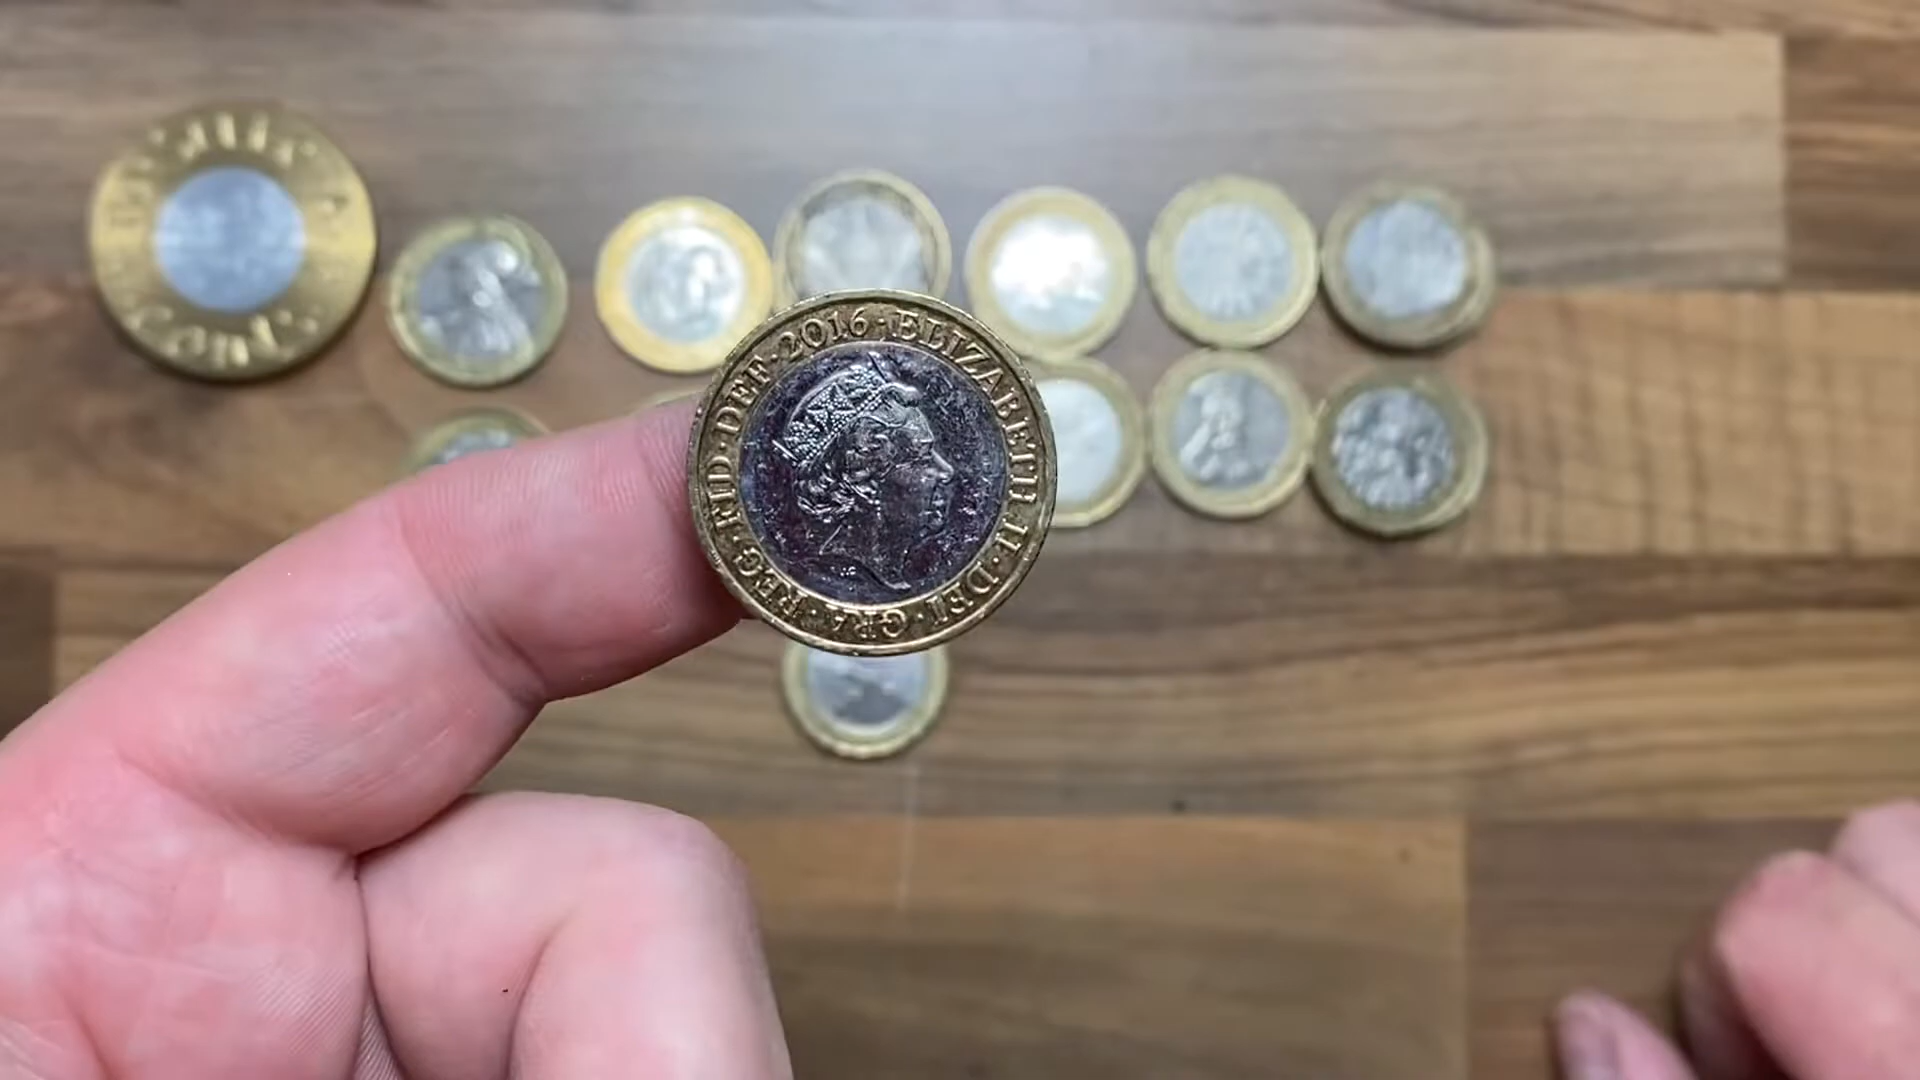 2016 · ELIZABETH II · DEI · GRA · REG · FID · DEF ·